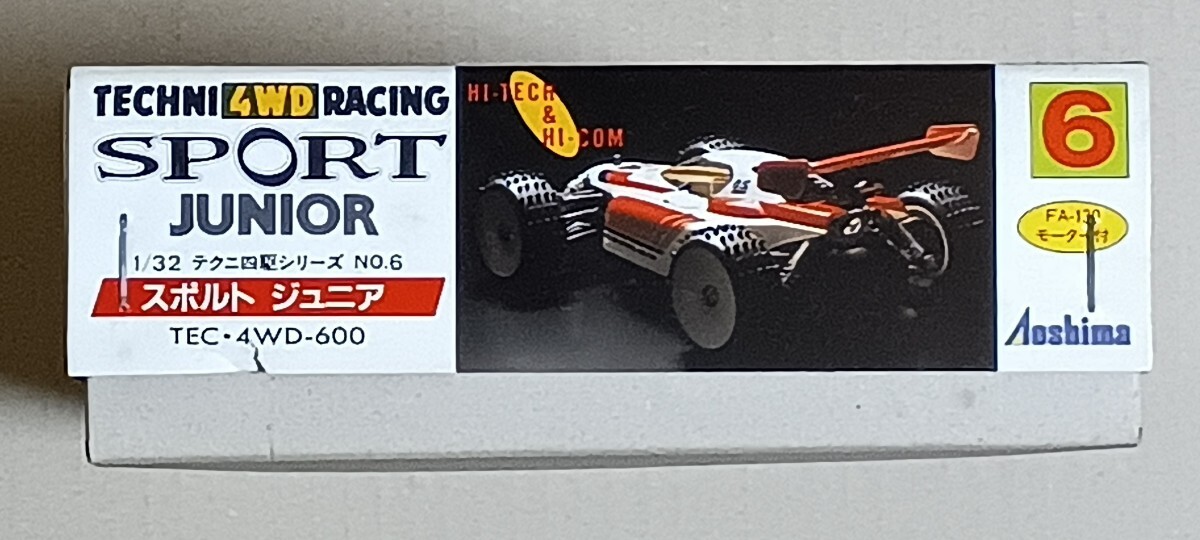 TECHNI 4WD RACING
SPORT
JUNIOR
1/32 テクニ四駆シリーズ NO.6
スポルト ジュニア
TEC・4WD-600
HI-TECH
&
HI-COM
6
FA-130
モーター付
Aoshima